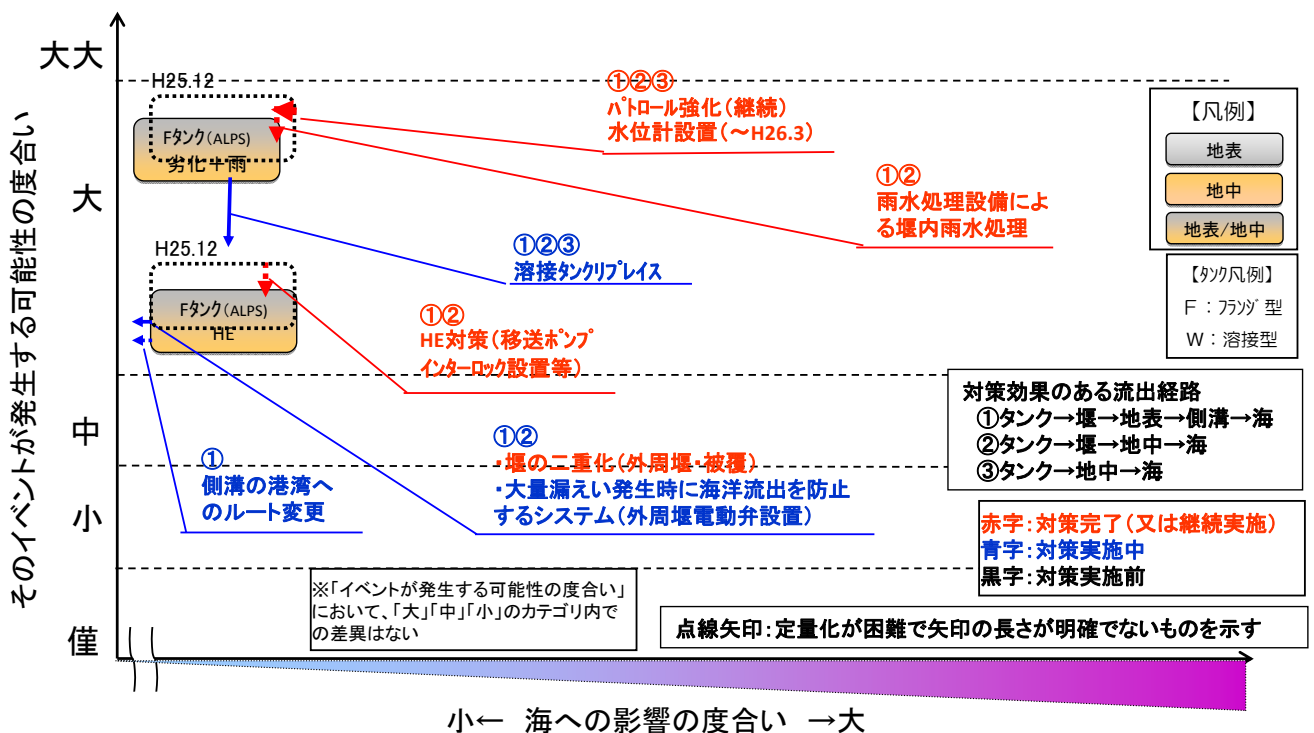 そのイベントが発生する可能性の度合い
大大
大
中
小
僅
H25.12
Fタンク(ALPS)
劣化+雨
H25.12
Fタンク(ALPS)
HE
①②③
パトロール強化(継続)
水位計設置(~H26.3)
①②
雨水処理設備によ
る堰内雨水処理
①②③
溶接タンクリプレイス
①②
HE対策(移送ポンプ
インターロック設置等)
①
側溝の港湾へ
のルート変更
①②
・堰の二重化(外周堰・被覆)
・大量漏えい発生時に海洋流出を防止
するシステム(外周堰電動弁設置)
【凡例】
地表
地中
地表/地中
【タンク凡例】
F:フランジ型
W:溶接型
対策効果のある流出経路
①タンク→堰→地表→側溝→海
②タンク→堰→地中→海
③タンク→地中→海
赤字:対策完了(又は継続実施)
青字:対策実施中
黒字:対策実施前
※「イベントが発生する可能性の度合い」
において、「大」「中」「小」のカテゴリ内で
の差異はない
点線矢印:定量化が困難で矢印の長さが明確でないものを示す
小← 海への影響の度合い →大